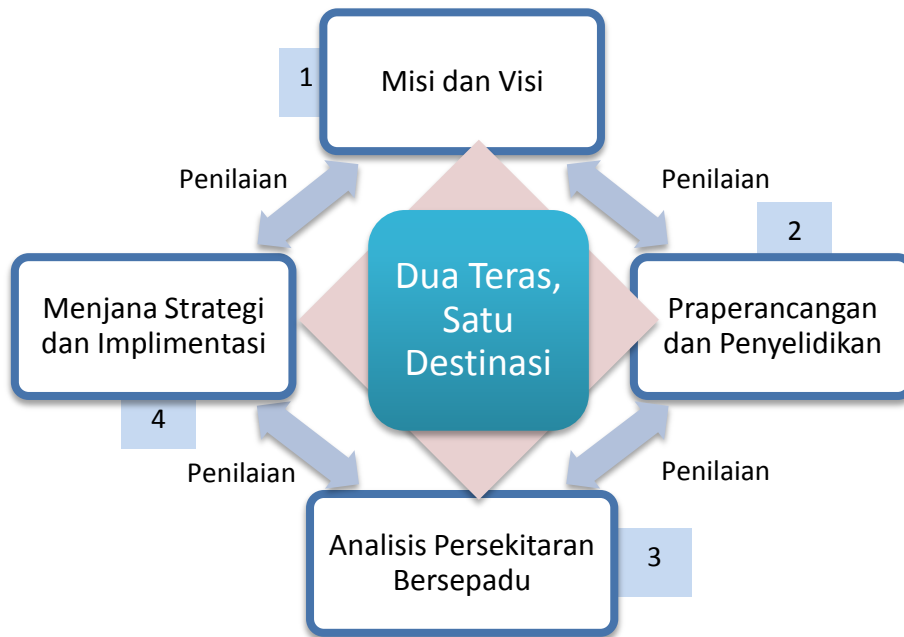 1
Misi dan Visi
Penilaian
Penilaian
2
Menjana Strategi
dan Implimentasi
Dua Teras,
Satu
Destinasi
Praperancangan
dan Penyelidikan
4
Penilaian
Penilaian
Analisis Persekitaran
Bersepadu
3